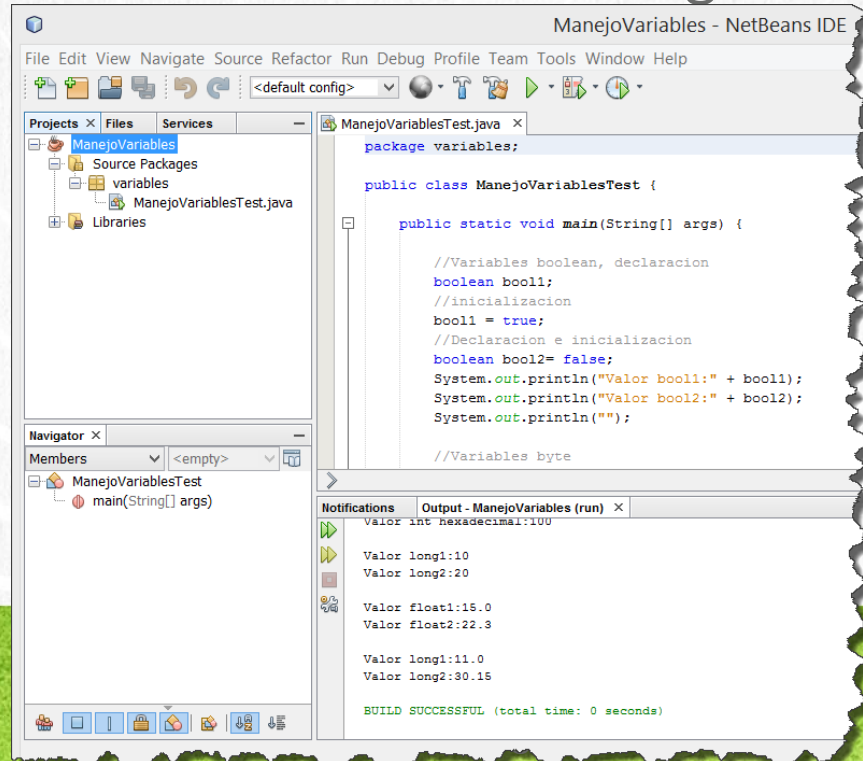 ManejoVariables - NetBeans IDE
File Edit View Navigate Source Refactor Run Debug Profile Team Tools Window Help
<default config>
Projects Files Services
ManejoVariables
Source Packages
variables
ManejoVariablesTest.java
Libraries
ManejoVariablesTest.java
package variables;
public class ManejoVariablesTest {
public static void main(String[] args) {
//Variables boolean, declaracion
boolean bool1;
//inicializacion
bool1 = true;
//Declaracion e inicializacion
boolean bool2= false;
System.out.println("Valor bool1:" + bool1);
System.out.println("Valor bool2:" + bool2);
System.out.println("");
//Variables byte
Navigator
Members <empty>
ManejoVariablesTest
main(String[] args)
Notifications Output - ManejoVariables (run)
Valor int hexadecimal:100
Valor long1:10
Valor long2:20
Valor float1:15.0
Valor float2:22.3
Valor long1:11.0
Valor long2:30.15
BUILD SUCCESSFUL (total time: 0 seconds)